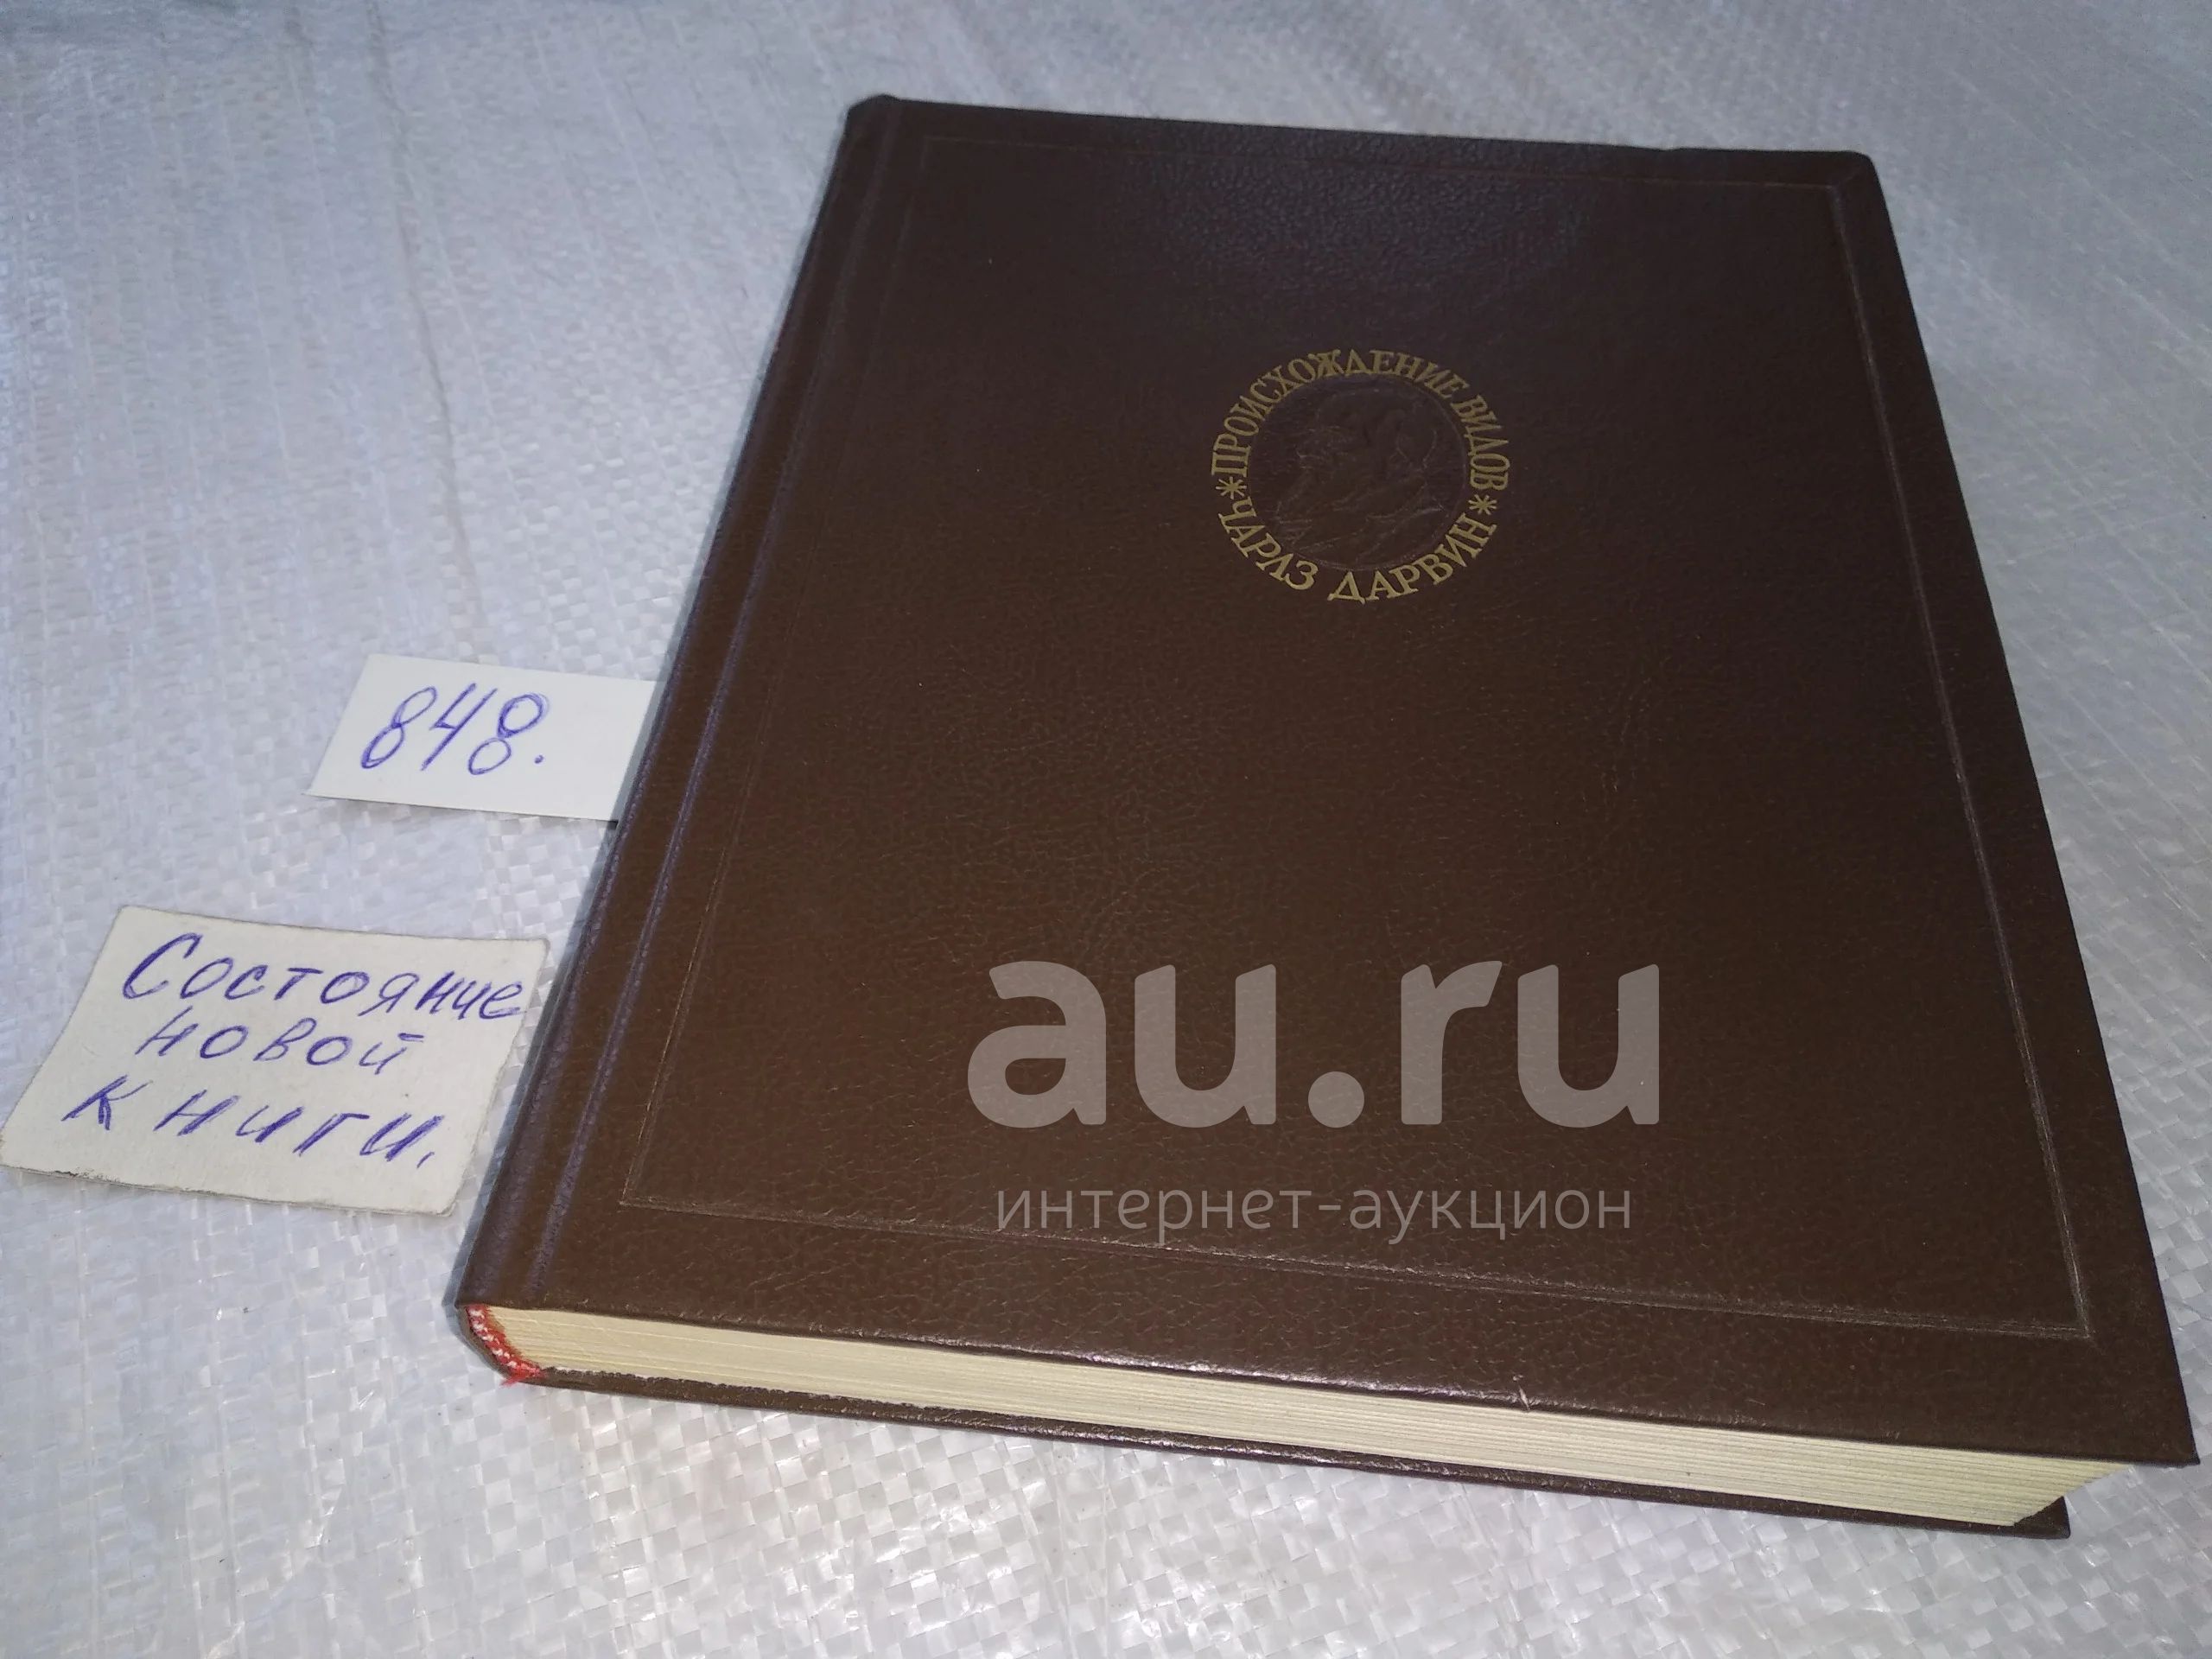 * ПРОИСХОЖДЕНИЕ ВИДОВ *
ЧАРЛЗ ДАРВИН
848.
Состояние
новой
книги.
au.ru
интернет-аукцион